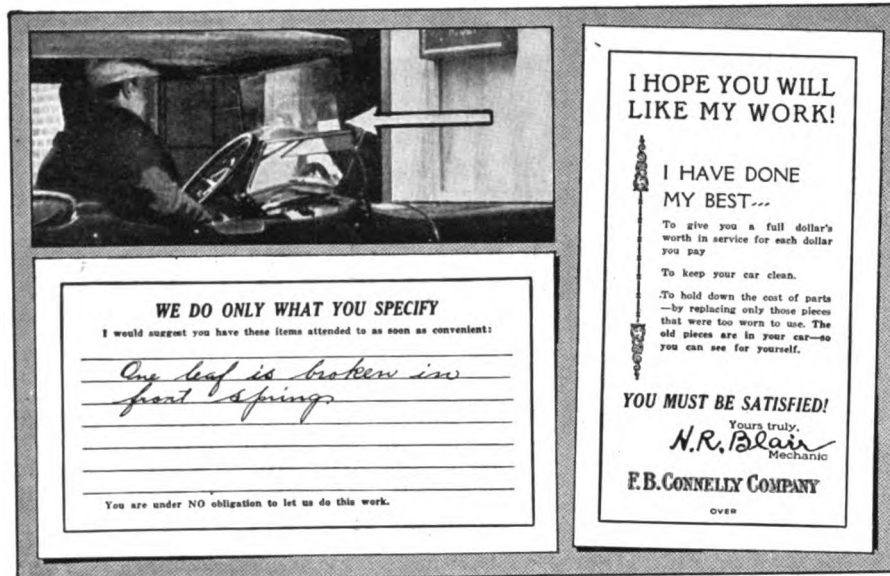 WE DO ONLY WHAT YOU SPECIFY
I would suggest you have these items attended to as soon as convenient:
One leaf is broken in
front springs
You are under NO obligation to let us do this work.
I HOPE YOU WILL
LIKE MY WORK!
I HAVE DONE
MY BEST---
To give you a full dollar's
worth in service for each dollar
you pay
To keep your car clean.
To hold down the cost of parts
—by replacing only those pieces
that were too worn to use. The
old pieces are in your car—so
you can see for yourself.
YOU MUST BE SATISFIED!
Yours truly,
N.R. Blair
Mechanic
F. B. CONNELLY COMPANY
OVER